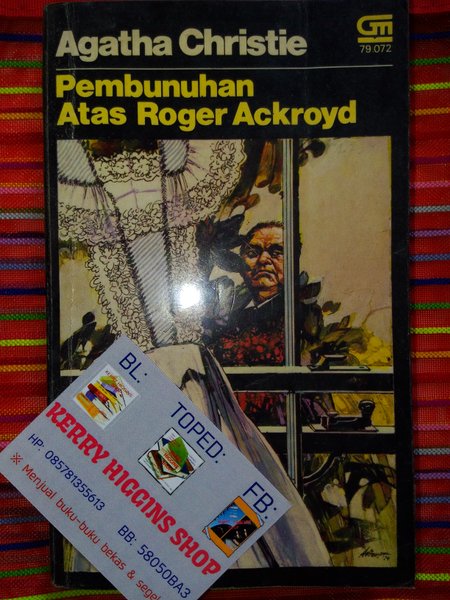 Agatha Christie
GM
79.072
Pembunuhan
Atas Roger Ackroyd
BL:
TOPED:
FB:
KERRY HIGGINS SHOP
HP: 085781355613
BB: 58050BA3
※ Menjual buku-buku bekas & segel